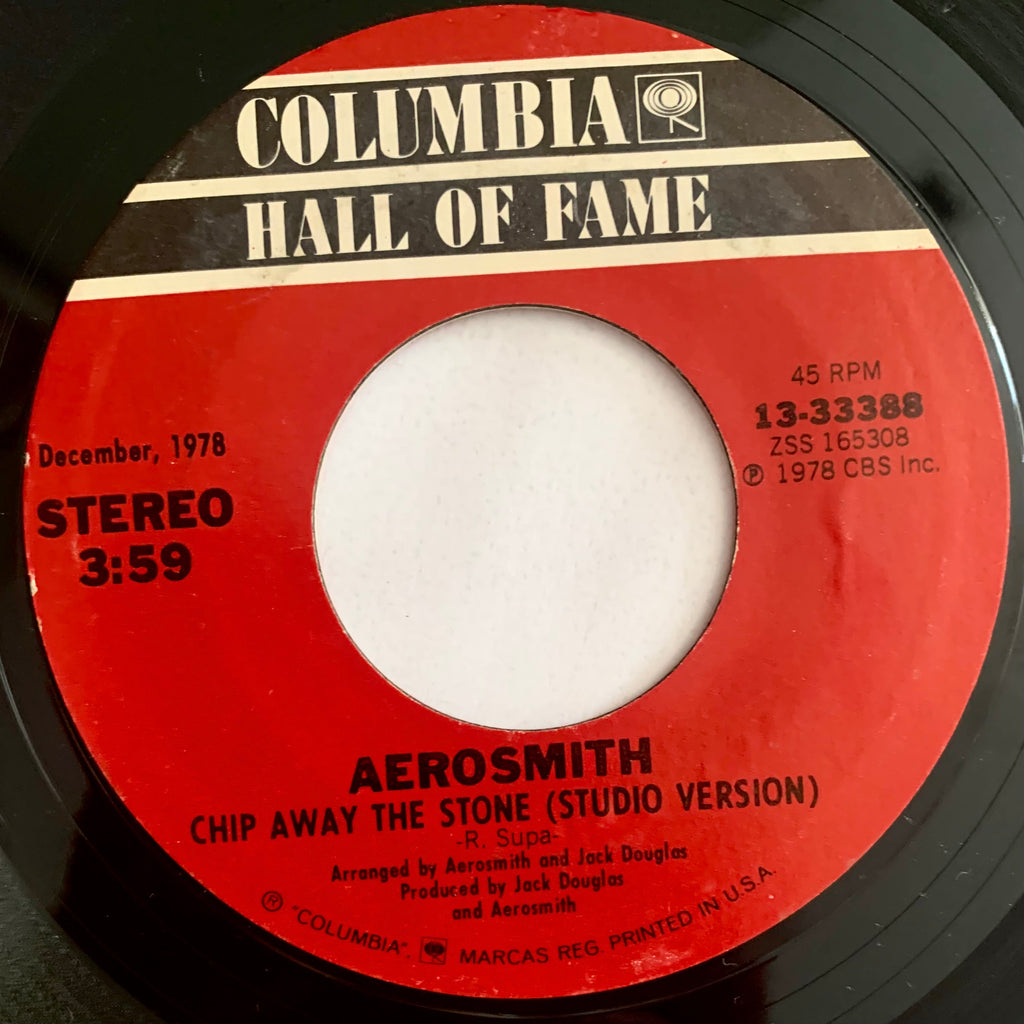 COLUMBIA
HALL OF FAME
45 RPM
13-33388
ZSS 165308
℗ 1978 CBS Inc.
December, 1978
STEREO
3:59
AEROSMITH
CHIP AWAY THE STONE (STUDIO VERSION)
-R. Supa-
Arranged by Aerosmith and Jack Douglas
Produced by Jack Douglas
and Aerosmith
® "COLUMBIA", MARCAS REG. PRINTED IN U.S.A.